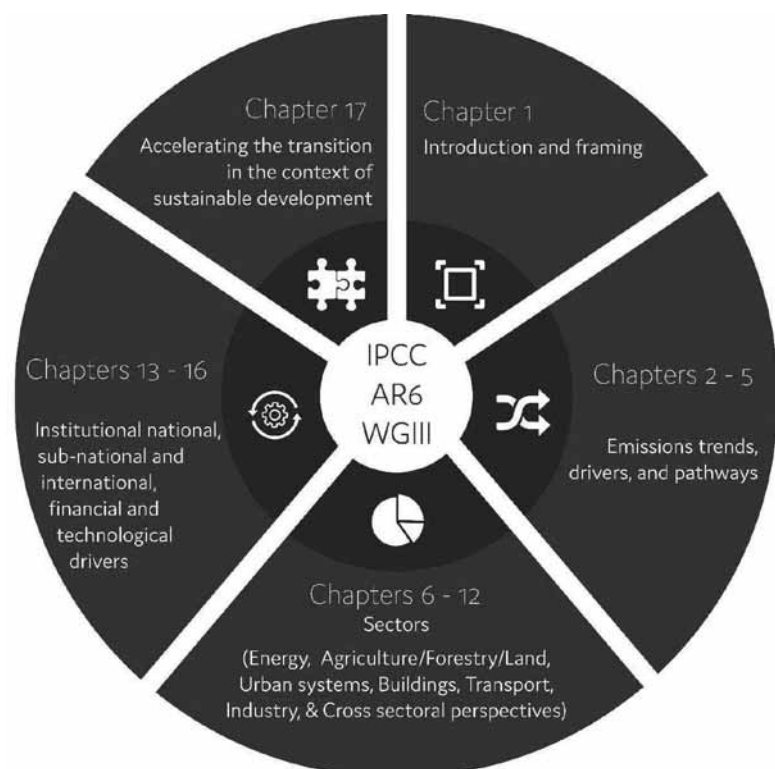 Chapter 17
Accelerating the transition
in the context of
sustainable development
Chapter 1
Introduction and framing
IPCC
AR6
WGIII
Chapters 13 - 16
Institutional national,
sub-national and
international,
financial and
technological
drivers
Chapters 2 - 5
Emissions trends,
drivers, and pathways
Chapters 6 - 12
Sectors
(Energy, Agriculture/Forestry/Land,
Urban systems, Buildings, Transport,
Industry, & Cross sectoral perspectives)